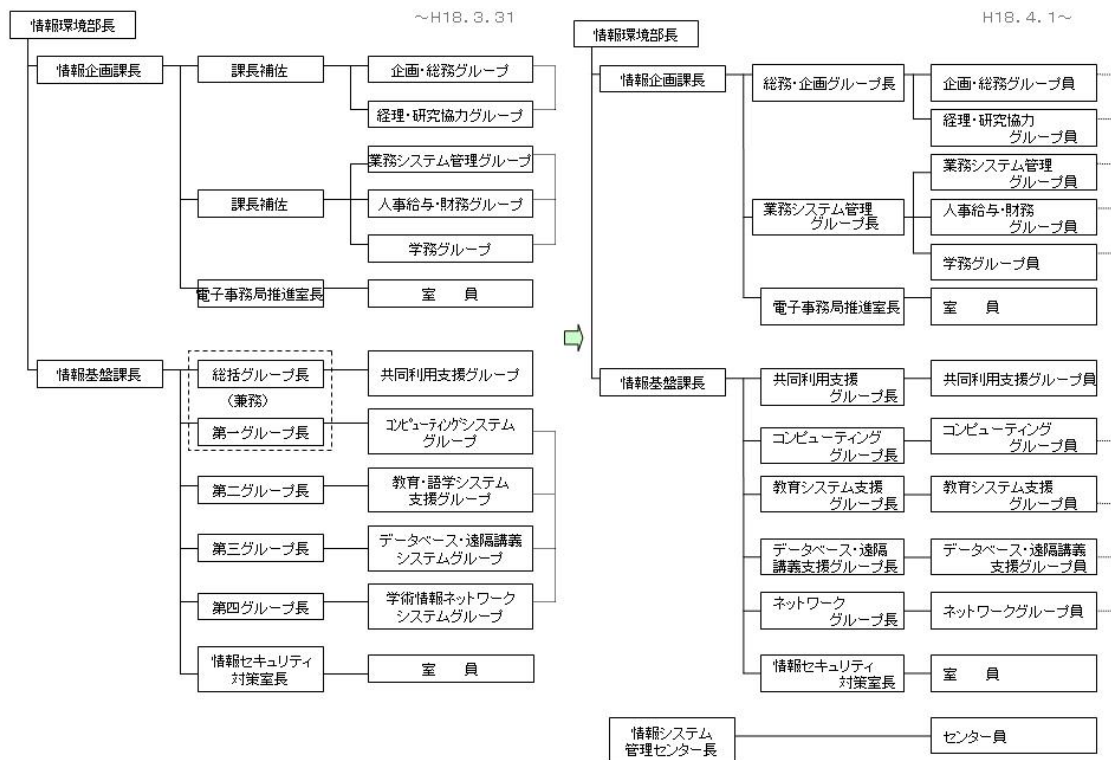 ～H18.3.31
情報環境部長
情報企画課長
課長補佐
企画・総務グループ
経理・研究協力グループ
業務システム管理グループ
課長補佐
人事給与・財務グループ
学務グループ
電子事務局推進室長
室　員
情報基盤課長
総括グループ長
(兼務)
共同利用支援グループ
第一グループ長
コンピューティングシステム
グループ
第二グループ長
教育・語学システム
支援グループ
第三グループ長
データベース・遠隔講義
システムグループ
第四グループ長
学術情報ネットワーク
システムグループ
情報セキュリティ
対策室長
室　員
H18.4.1～
情報環境部長
情報企画課長
総務・企画グループ長
企画・総務グループ員
経理・研究協力
グループ員
業務システム管理
グループ員
業務システム管理
グループ長
人事給与・財務
グループ員
学務グループ員
電子事務局推進室長
室　員
情報基盤課長
共同利用支援
グループ長
共同利用支援グループ員
コンピューティング
グループ長
コンピューティング
グループ員
教育システム支援
グループ長
教育システム支援
グループ員
データベース・遠隔
講義支援グループ長
データベース・遠隔講義
支援グループ員
ネットワーク
グループ長
ネットワークグループ員
情報セキュリティ
対策室長
室　員
情報システム
管理センター長
センター員